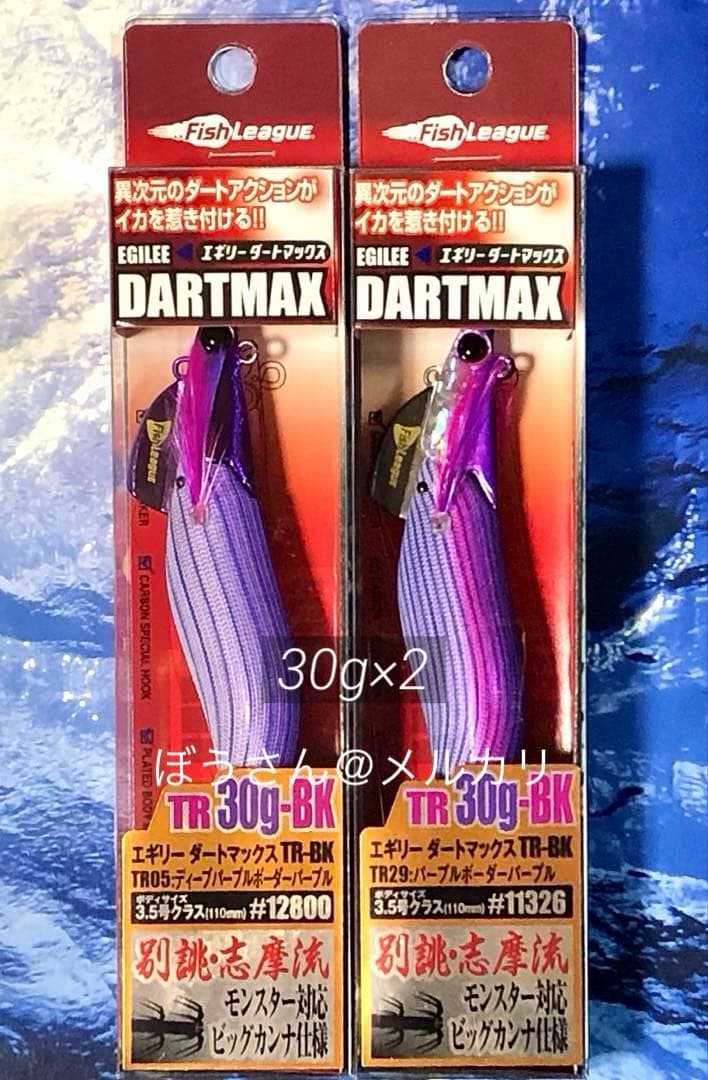 FishLeague
異次元のダートアクションが
イカを惹き付ける!!
EGILEE エギリーダートマックス
DARTMAX
FishLeague
KER
CARBON SPECIAL HOOK
PLATED BODY
TR 30g-BK
エギリー ダートマックス TR-BK
TR05:ディープパープルボーダーパープル
ボディサイズ
3.5号クラス(110mm) #12800
別誂・志摩流
モンスター対応
ビッグカンナ仕様
FishLeague
異次元のダートアクションが
イカを惹き付ける!!
EGILEE エギリーダートマックス
DARTMAX
FishLeague
TR 30g-BK
エギリー ダートマックス TR-BK
TR29:パープルボーダーパープル
ボディサイズ
3.5号クラス(110mm) #11326
別誂・志摩流
モンスター対応
ビッグカンナ仕様
30g×2
ぼうさん@メルカリ